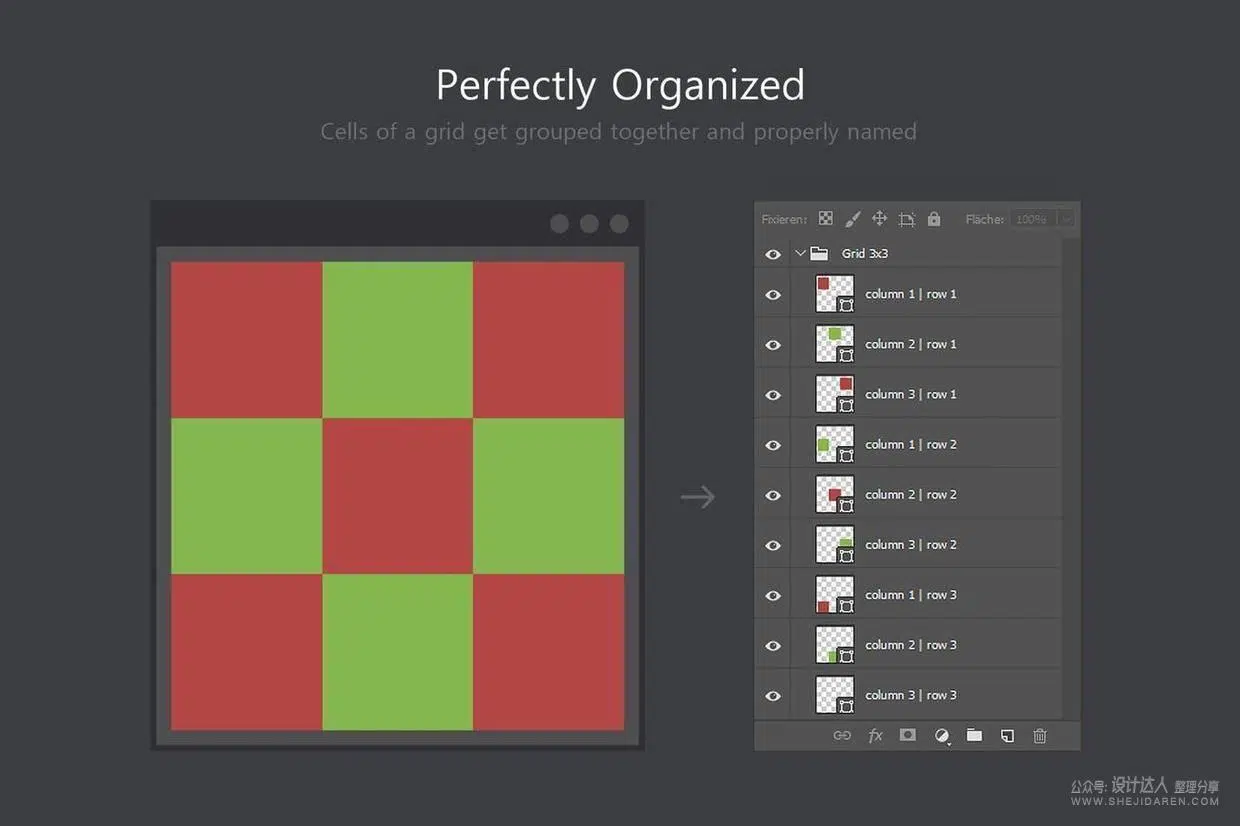 Perfectly Organized
Cells of a grid get grouped together and properly named
Fixieren:
Fläche: 100%
Grid 3x3
column 1 | row 1
column 2 | row 1
column 3 | row 1
column 1 | row 2
column 2 | row 2
column 3 | row 2
column 1 | row 3
column 2 | row 3
column 3 | row 3
fx
公众号: 设计达人 整理分享
WWW.SHEJIDAREN.COM